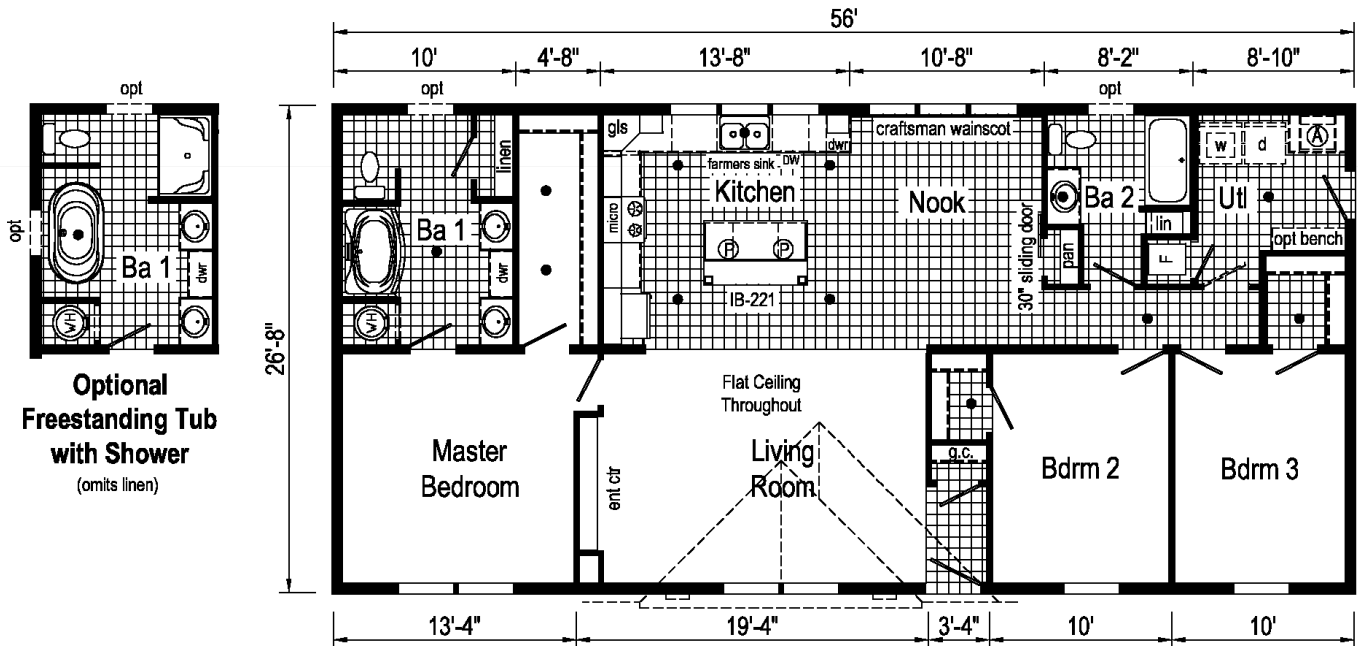 56'
10'
4'-8"
13'-8"
10'-8"
8'-2"
8'-10"
opt
opt
opt
opt
26'-8"
Ba 1
dwr
WH
Optional
Freestanding Tub
with Shower
(omits linen)
linen
Ba 1
dwr
WH
gls
farmers sink
DW
dwr
Kitchen
micro
P
P
IB-221
craftsman wainscot
Nook
30" sliding door
pan
Ba 2
lin
F
w
d
A
Utl
opt bench
Master
Bedroom
ent ctr
Flat Ceiling
Throughout
Living
Room
g.c.
Bdrm 2
Bdrm 3
13'-4"
19'-4"
3'-4"
10'
10'